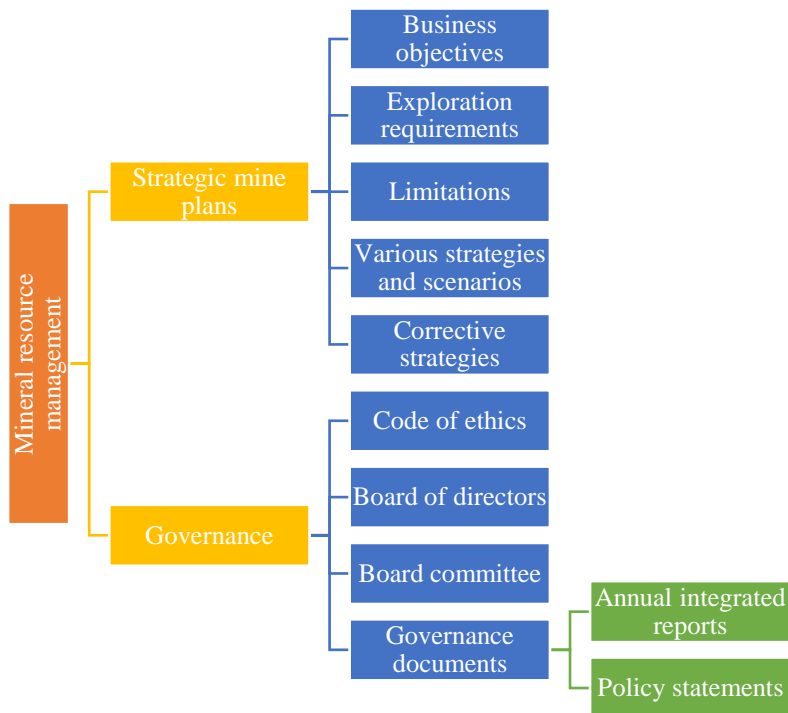 Mineral resource
management
Strategic mine
plans
Business
objectives
Exploration
requirements
Limitations
Various strategies
and scenarios
Corrective
strategies
Governance
Code of ethics
Board of directors
Board committee
Governance
documents
Annual integrated
reports
Policy statements